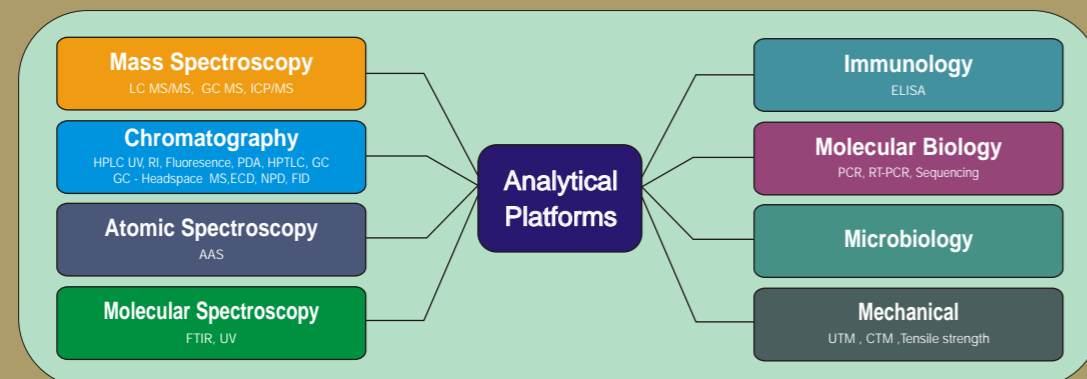 Mass Spectroscopy
LC MS/MS, GC MS, ICP/MS
Chromatography
HPLC UV, RI, Fluoresence, PDA, HPTLC, GC
GC - Headspace MS,ECD, NPD, FID
Atomic Spectroscopy
AAS
Molecular Spectroscopy
FTIR, UV
Analytical
Platforms
Immunology
ELISA
Molecular Biology
PCR, RT-PCR, Sequencing
Microbiology
Mechanical
UTM , CTM ,Tensile strength